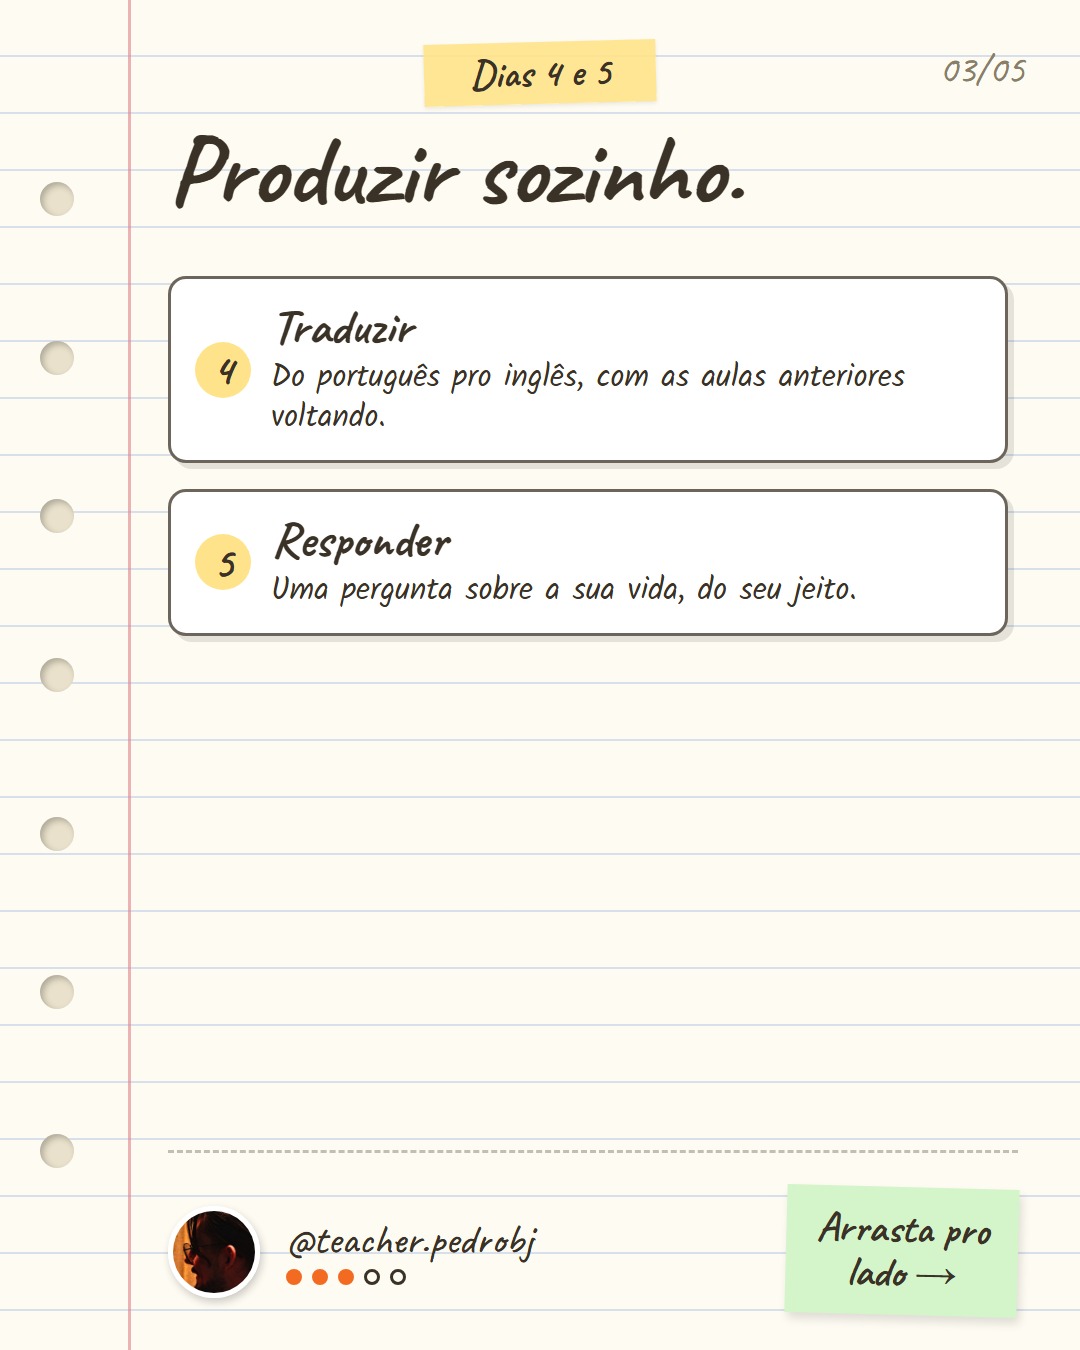 Dias 4 e 5
03/05
Produzir sozinho.
Traduzir
4
Do português pro inglês, com as aulas anteriores
voltando.
Responder
5
Uma pergunta sobre a sua vida, do seu jeito.
@teacher.pedrobj
Arrasta pro
lado →